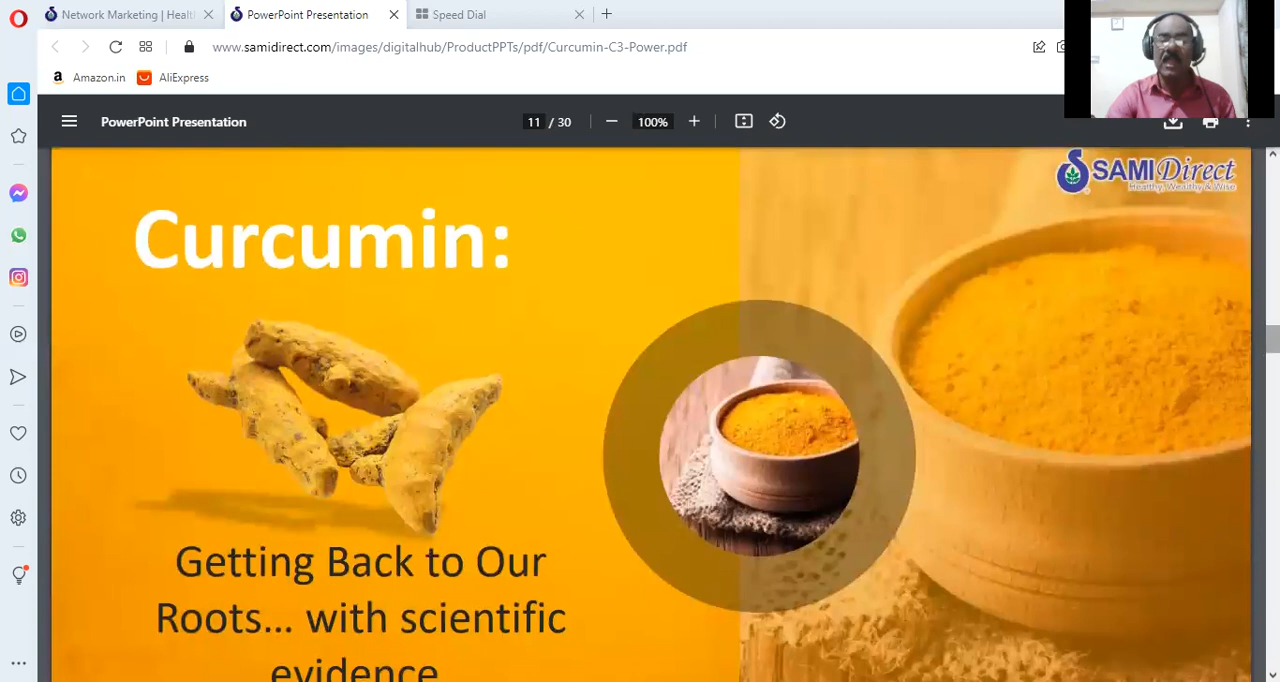 Network Marketing | Healt
PowerPoint Presentation
Speed Dial
www.samidirect.com/images/digitalhub/ProductPPTs/pdf/Curcumin-C3-Power.pdf
Amazon.in
AliExpress
PowerPoint Presentation
11 / 30
100%
SAMI Direct
Healthy, Wealthy & Wise
Curcumin:
Getting Back to Our
Roots... with scientific
evidence